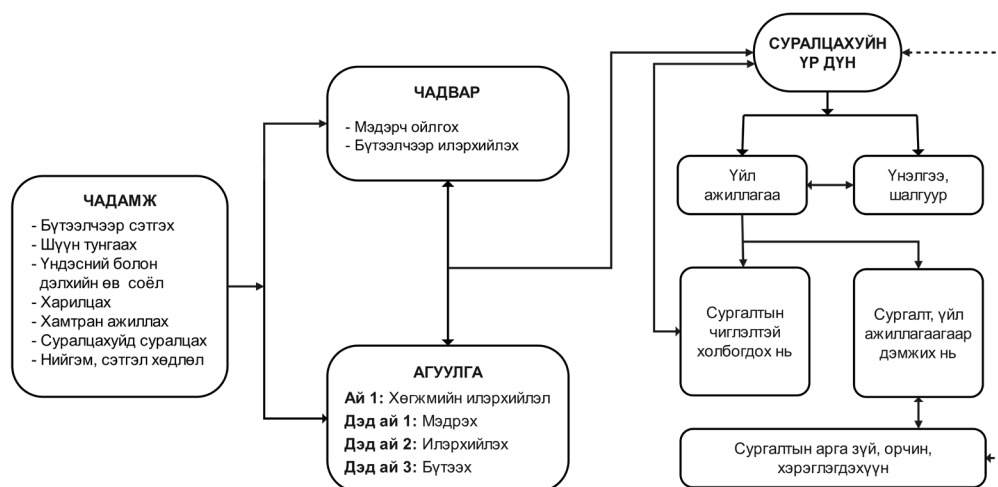 ЧАДАМЖ
- Бүтээлчээр сэтгэх
- Шүүн тунгаах
- Үндэсний болон
дэлхийн өв соёл
- Харилцах
- Хамтран ажиллах
- Суралцахуйд суралцах
- Нийгэм, сэтгэл хөдлөл
ЧАДВАР
- Мэдэрч ойлгох
- Бүтээлчээр илэрхийлэх
АГУУЛГА
Ай 1: Хөгжмийн илэрхийлэл
Дэд ай 1: Мэдрэх
Дэд ай 2: Илэрхийлэх
Дэд ай 3: Бүтээх
СУРАЛЦАХУЙН
ҮР ДҮН
Үйл
ажиллагаа
Үнэлгээ,
шалгуур
Сургалтын
чиглэлтэй
холбогдох нь
Сургалт, үйл
ажиллагаагаар
дэмжих нь
Сургалтын арга зүй, орчин,
хэрэглэгдэхүүн